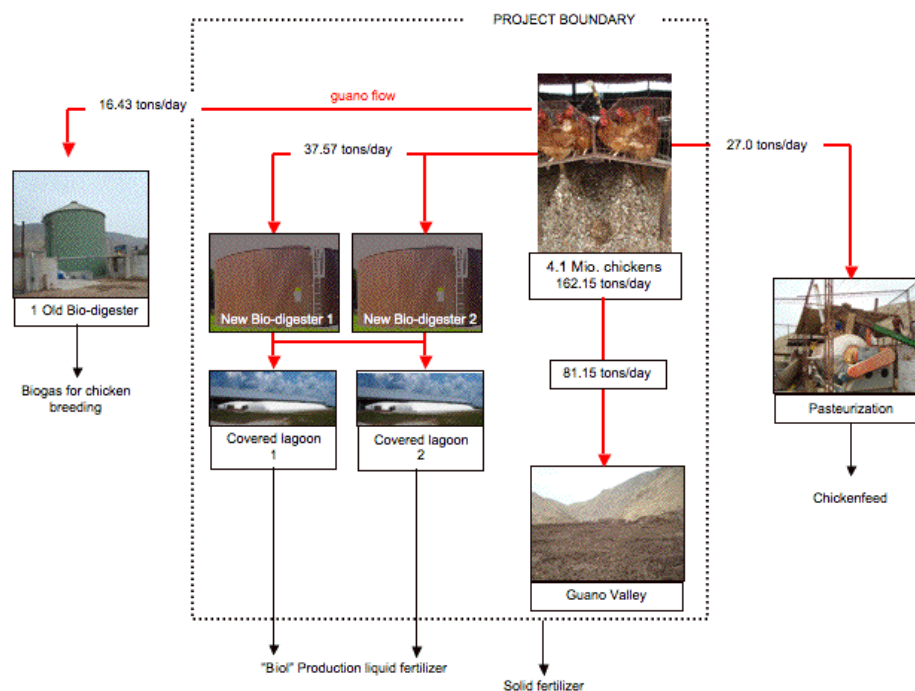 PROJECT BOUNDARY
16.43 tons/day
guano flow
37.57 tons/day
27.0 tons/day
4.1 Mio. chickens
162.15 tons/day
1 Old Bio-digester
New Bio-digester 1
New Bio-digester 2
81.15 tons/day
Biogas for chicken
breeding
Covered lagoon
1
Covered lagoon
2
Pasteurization
Chickenfeed
Guano Valley
"Biol" Production liquid fertilizer
Solid fertilizer